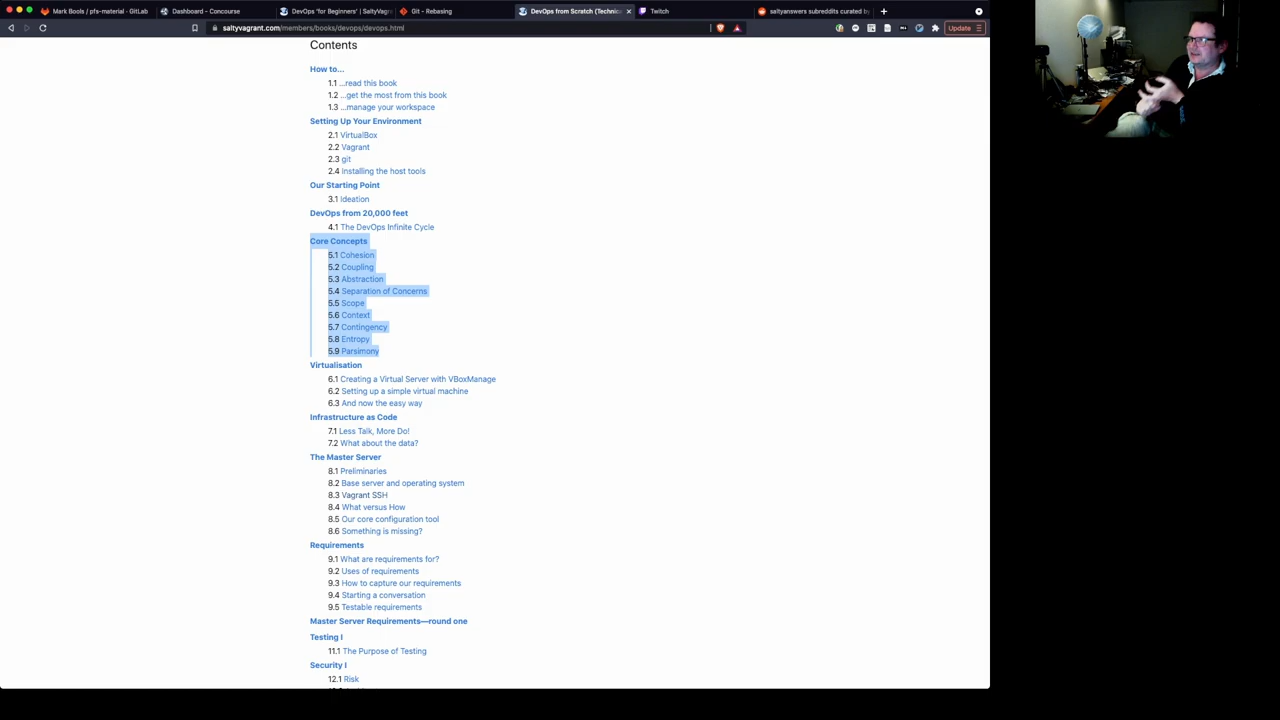 Mark Bools / pfs-material · GitLab
Dashboard - Concourse
DevOps 'for Beginners' | SaltyVagr
Git - Rebasing
DevOps from Scratch (Technic
Twitch
saltyanswers subreddits curated by
saltyvagrant.com/members/books/devops/devops.html
Update
Contents
How to...
1.1 ...read this book
1.2 ...get the most from this book
1.3 ...manage your workspace
Setting Up Your Environment
2.1 VirtualBox
2.2 Vagrant
2.3 git
2.4 Installing the host tools
Our Starting Point
3.1 Ideation
DevOps from 20,000 feet
4.1 The DevOps Infinite Cycle
Core Concepts
5.1 Cohesion
5.2 Coupling
5.3 Abstraction
5.4 Separation of Concerns
5.5 Scope
5.6 Context
5.7 Contingency
5.8 Entropy
5.9 Parsimony
Virtualisation
6.1 Creating a Virtual Server with VBoxManage
6.2 Setting up a simple virtual machine
6.3 And now the easy way
Infrastructure as Code
7.1 Less Talk, More Do!
7.2 What about the data?
The Master Server
8.1 Preliminaries
8.2 Base server and operating system
8.3 Vagrant SSH
8.4 What versus How
8.5 Our core configuration tool
8.6 Something is missing?
Requirements
9.1 What are requirements for?
9.2 Uses of requirements
9.3 How to capture our requirements
9.4 Starting a conversation
9.5 Testable requirements
Master Server Requirements—round one
Testing I
11.1 The Purpose of Testing
Security I
12.1 Risk